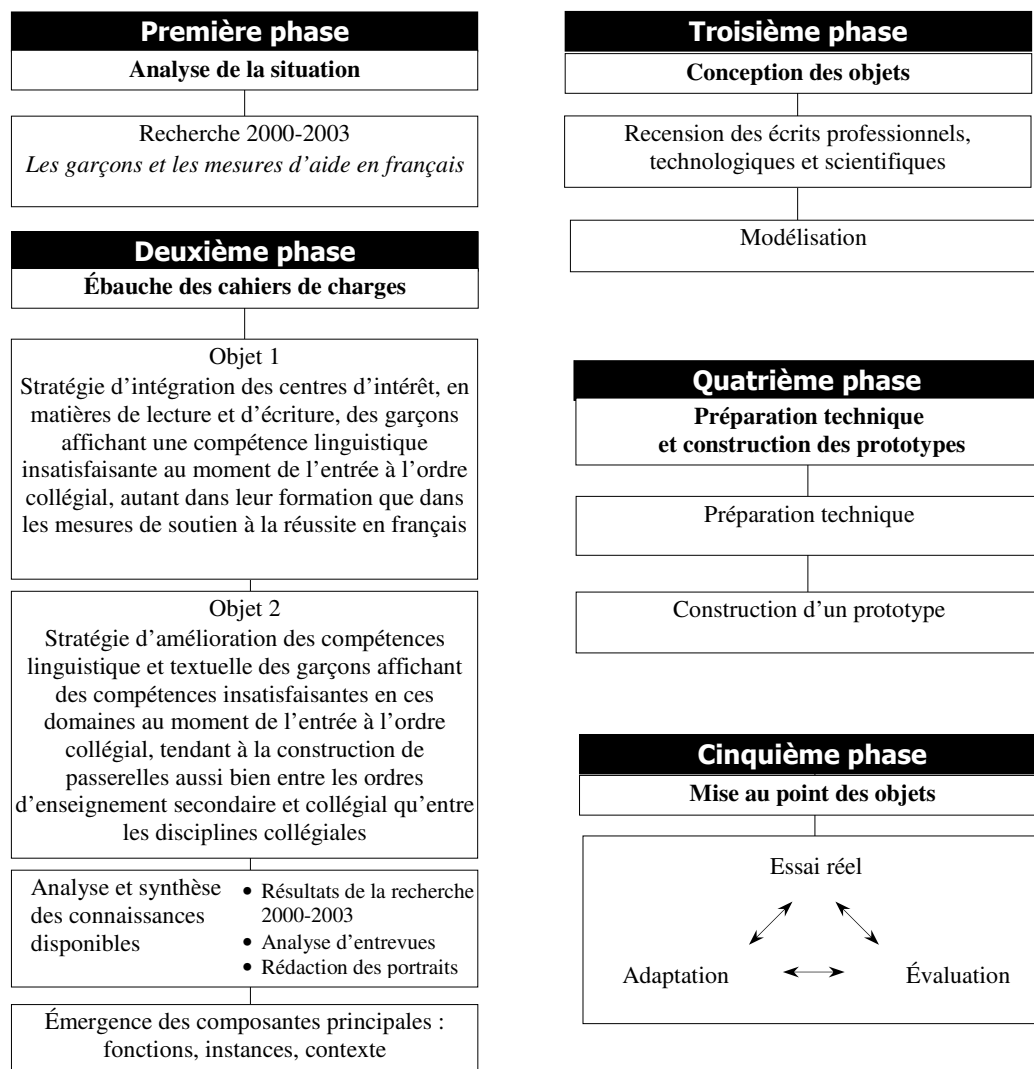 Première phase
Analyse de la situation
Recherche 2000-2003
Les garçons et les mesures d’aide en français
Deuxième phase
Ébauche des cahiers de charges
Objet 1
Stratégie d’intégration des centres d’intérêt, en
matières de lecture et d’écriture, des garçons
affichant une compétence linguistique
insatisfaisante au moment de l’entrée à l’ordre
collégial, autant dans leur formation que dans
les mesures de soutien à la réussite en français
Objet 2
Stratégie d’amélioration des compétences
linguistique et textuelle des garçons affichant
des compétences insatisfaisantes en ces
domaines au moment de l’entrée à l’ordre
collégial, tendant à la construction de
passerelles aussi bien entre les ordres
d’enseignement secondaire et collégial qu’entre
les disciplines collégiales
Analyse et synthèse
des connaissances
disponibles
• Résultats de la recherche
2000-2003
• Analyse d’entrevues
• Rédaction des portraits
Émergence des composantes principales :
fonctions, instances, contexte
Troisième phase
Conception des objets
Recension des écrits professionnels,
technologiques et scientifiques
Modélisation
Quatrième phase
Préparation technique
et construction des prototypes
Préparation technique
Construction d’un prototype
Cinquième phase
Mise au point des objets
Essai réel
Adaptation
Évaluation